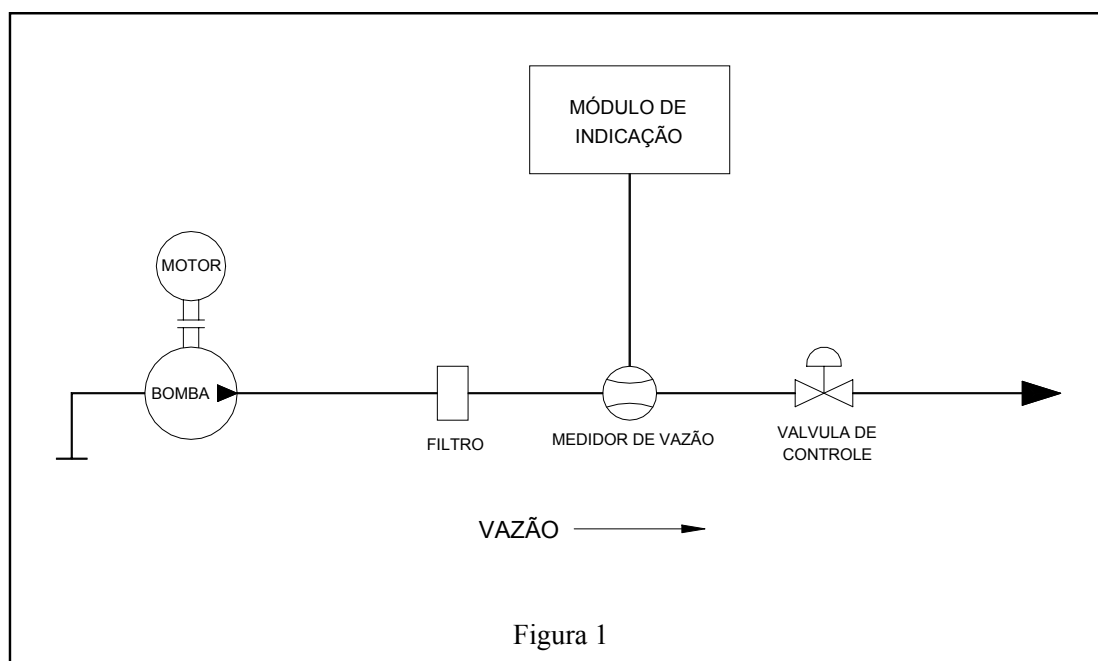 MÓDULO DE
INDICAÇÃO
MOTOR
BOMBA
FILTRO
MEDIDOR DE VAZÃO
VALVULA DE
CONTROLE
VAZÃO
Figura 1